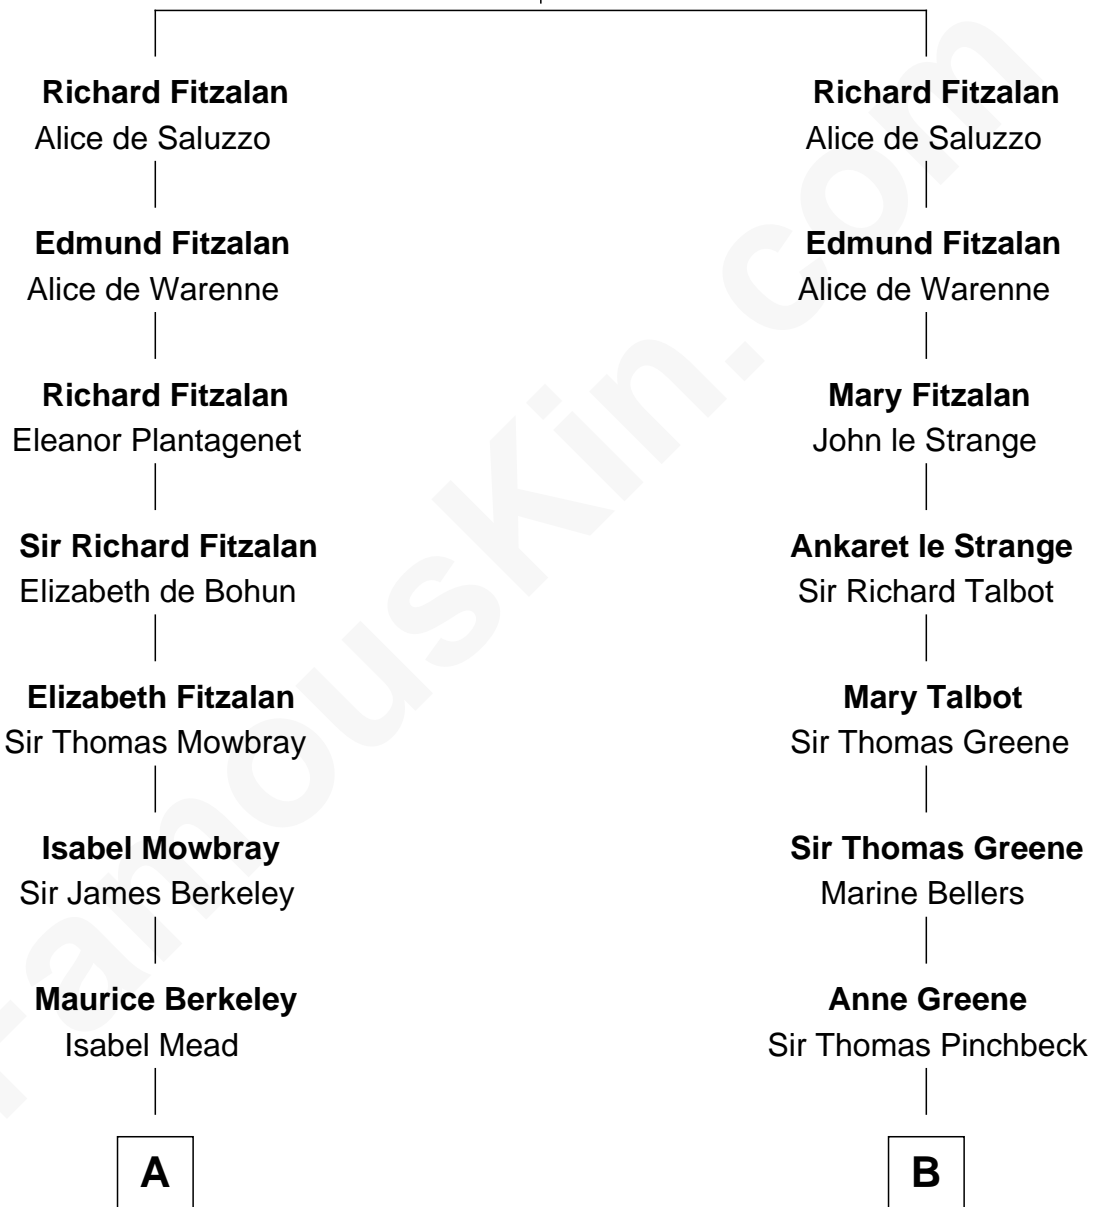 Richard Fitzalan
Alice de Saluzzo
Edmund Fitzalan
Alice de Warenne
Richard Fitzalan
Eleanor Plantagenet
Sir Richard Fitzalan
Elizabeth de Bohun
Elizabeth Fitzalan
Sir Thomas Mowbray
Isabel Mowbray
Sir James Berkeley
Maurice Berkeley
Isabel Mead
A
Richard Fitzalan
Alice de Saluzzo
Edmund Fitzalan
Alice de Warenne
Mary Fitzalan
John le Strange
Ankaret le Strange
Sir Richard Talbot
Mary Talbot
Sir Thomas Greene
Sir Thomas Greene
Marine Bellers
Anne Greene
Sir Thomas Pinchbeck
B
FamousKin.com